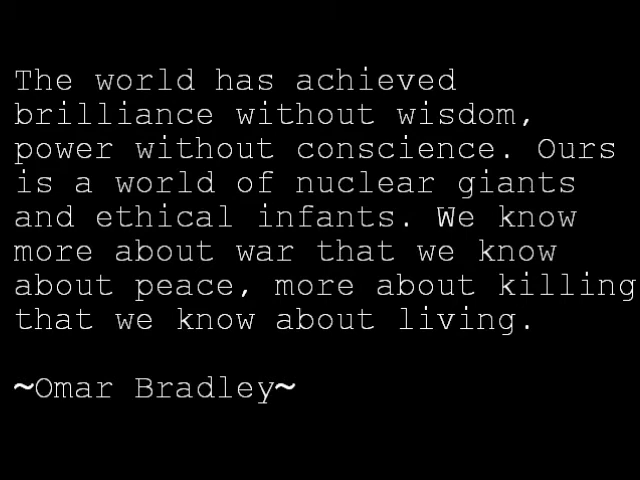 The world has achieved
brilliance without wisdom,
power without conscience. Ours
is a world of nuclear giants
and ethical infants. We know
more about war that we know
about peace, more about killing
that we know about living.
~Omar Bradley~